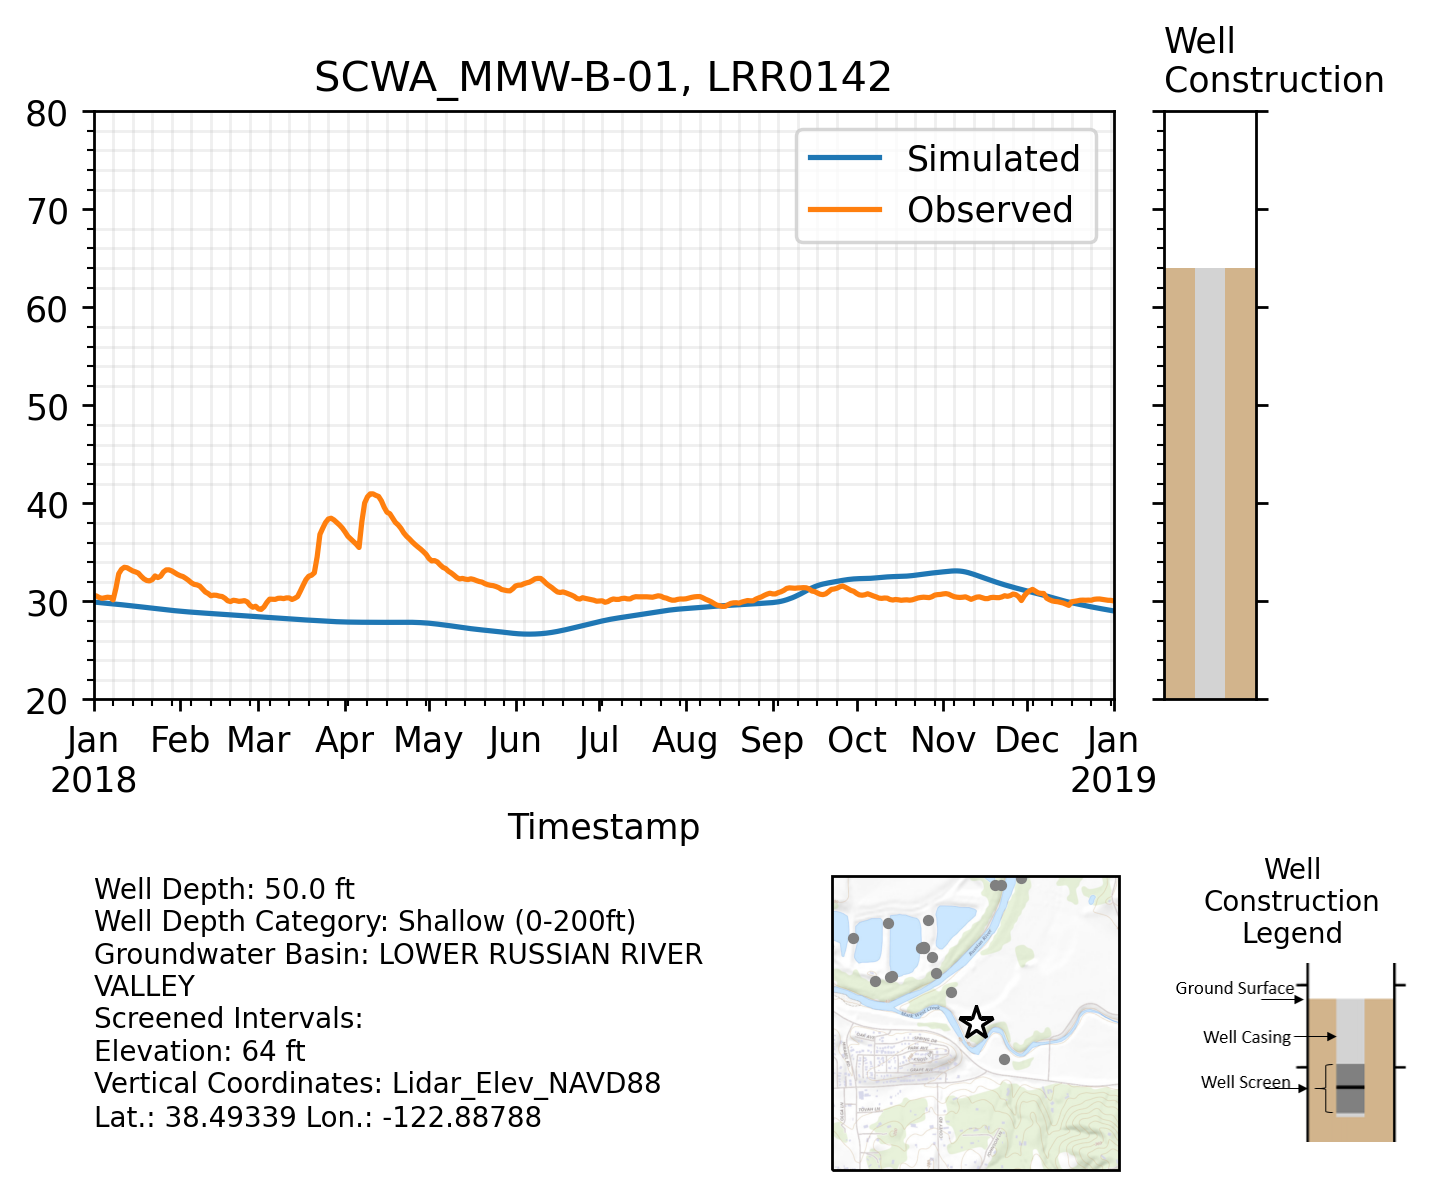 Well
Construction
SCWA_MMW-B-01, LRR0142
80
70
60
50
40
30
20
Simulated
Observed
Jan Feb Mar Apr May Jun Jul Aug Sep Oct Nov Dec Jan
2018 2019
Timestamp
Well Depth: 50.0 ft
Well Depth Category: Shallow (0-200ft)
Groundwater Basin: LOWER RUSSIAN RIVER
VALLEY
Screened Intervals:
Elevation: 64 ft
Vertical Coordinates: Lidar_Elev_NAVD88
Lat.: 38.49339 Lon.: -122.88788
Well
Construction
Legend
Ground Surface
Well Casing
Well Screen